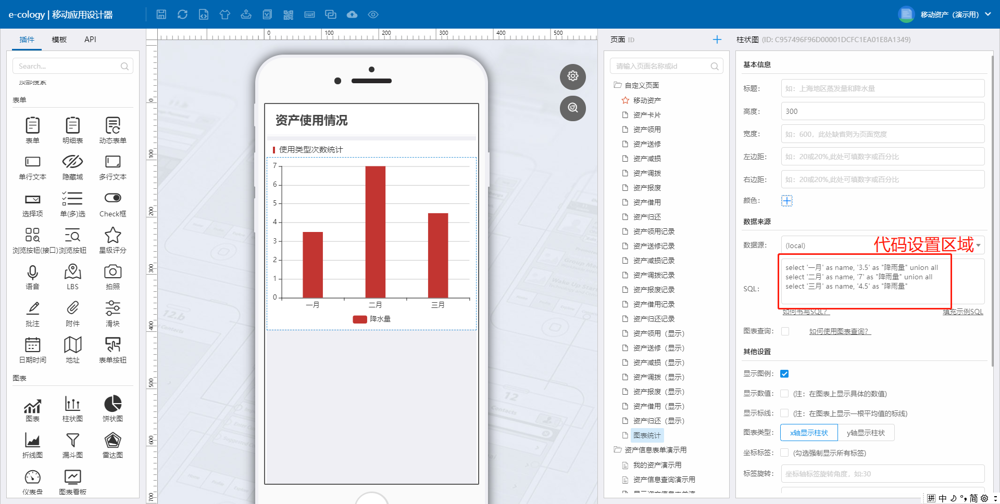 e-cology | 移动应用设计器
移动资产（演示用）
插件
模板
API
Search...
顶部搜索
表单
表单
明细表
动态表单
单行文本
隐藏域
多行文本
选择项
单(多)选
Check框
浏览按钮(接口)
浏览按钮
星级评分
语音
LBS
拍照
批注
附件
滑块
日期时间
地址
表单按钮
图表
图表
柱状图
饼状图
折线图
漏斗图
雷达图
仪表盘
图表看板
0
100
200
300
400
500
0
100
200
300
400
500
600
700
资产使用情况
使用类型次数统计
7
6
5
4
3
2
1
0
一月
二月
三月
降水量
页面 ID
请输入页面名称或id
自定义页面
移动资产
资产卡片
资产领用
资产送修
资产减损
资产调拨
资产报废
资产借用
资产归还
资产领用记录
资产送修记录
资产减损记录
资产调拨记录
资产报废记录
资产借用记录
资产归还记录
资产领用（显示）
资产送修（显示）
资产减损（显示）
资产调拨（显示）
资产报废（显示）
资产借用（显示）
资产归还（显示）
图表统计
资产信息表单演示用
我的资产演示用
资产信息查询演示用
显示资产信息表单演
柱状图 (ID: C957496F96D00001DCFC1EA01E8A1349)
基本信息
标题：
如：上海地区蒸发量和降水量
高度：
300
宽度：
如：600，此处缺省则为页面宽度
左边距：
如：20或20%,此处可填数字或百分比
右边距：
如：20或20%,此处可填数字或百分比
颜色：
数据来源
数据源：
(local)
代码设置区域
SQL:
select '一月' as name, '3.5' as "降雨量" union all
select '二月' as name, '7' as "降雨量" union all
select '三月' as name, '4.5' as "降雨量"
如何书写SQL？
填充示例SQL
图表查询：
如何使用图表查询？
其他设置
显示图例：
显示数值：
(注：在图表上显示具体的数值)
显示标线：
(注：在图表上显示一根平均值的标线)
图表类型：
x轴显示柱状
y轴显示柱状
坐标标签：
(勾选强制显示所有标签)
标签旋转：
坐标轴标签旋转角度，如:30
拼 中 简